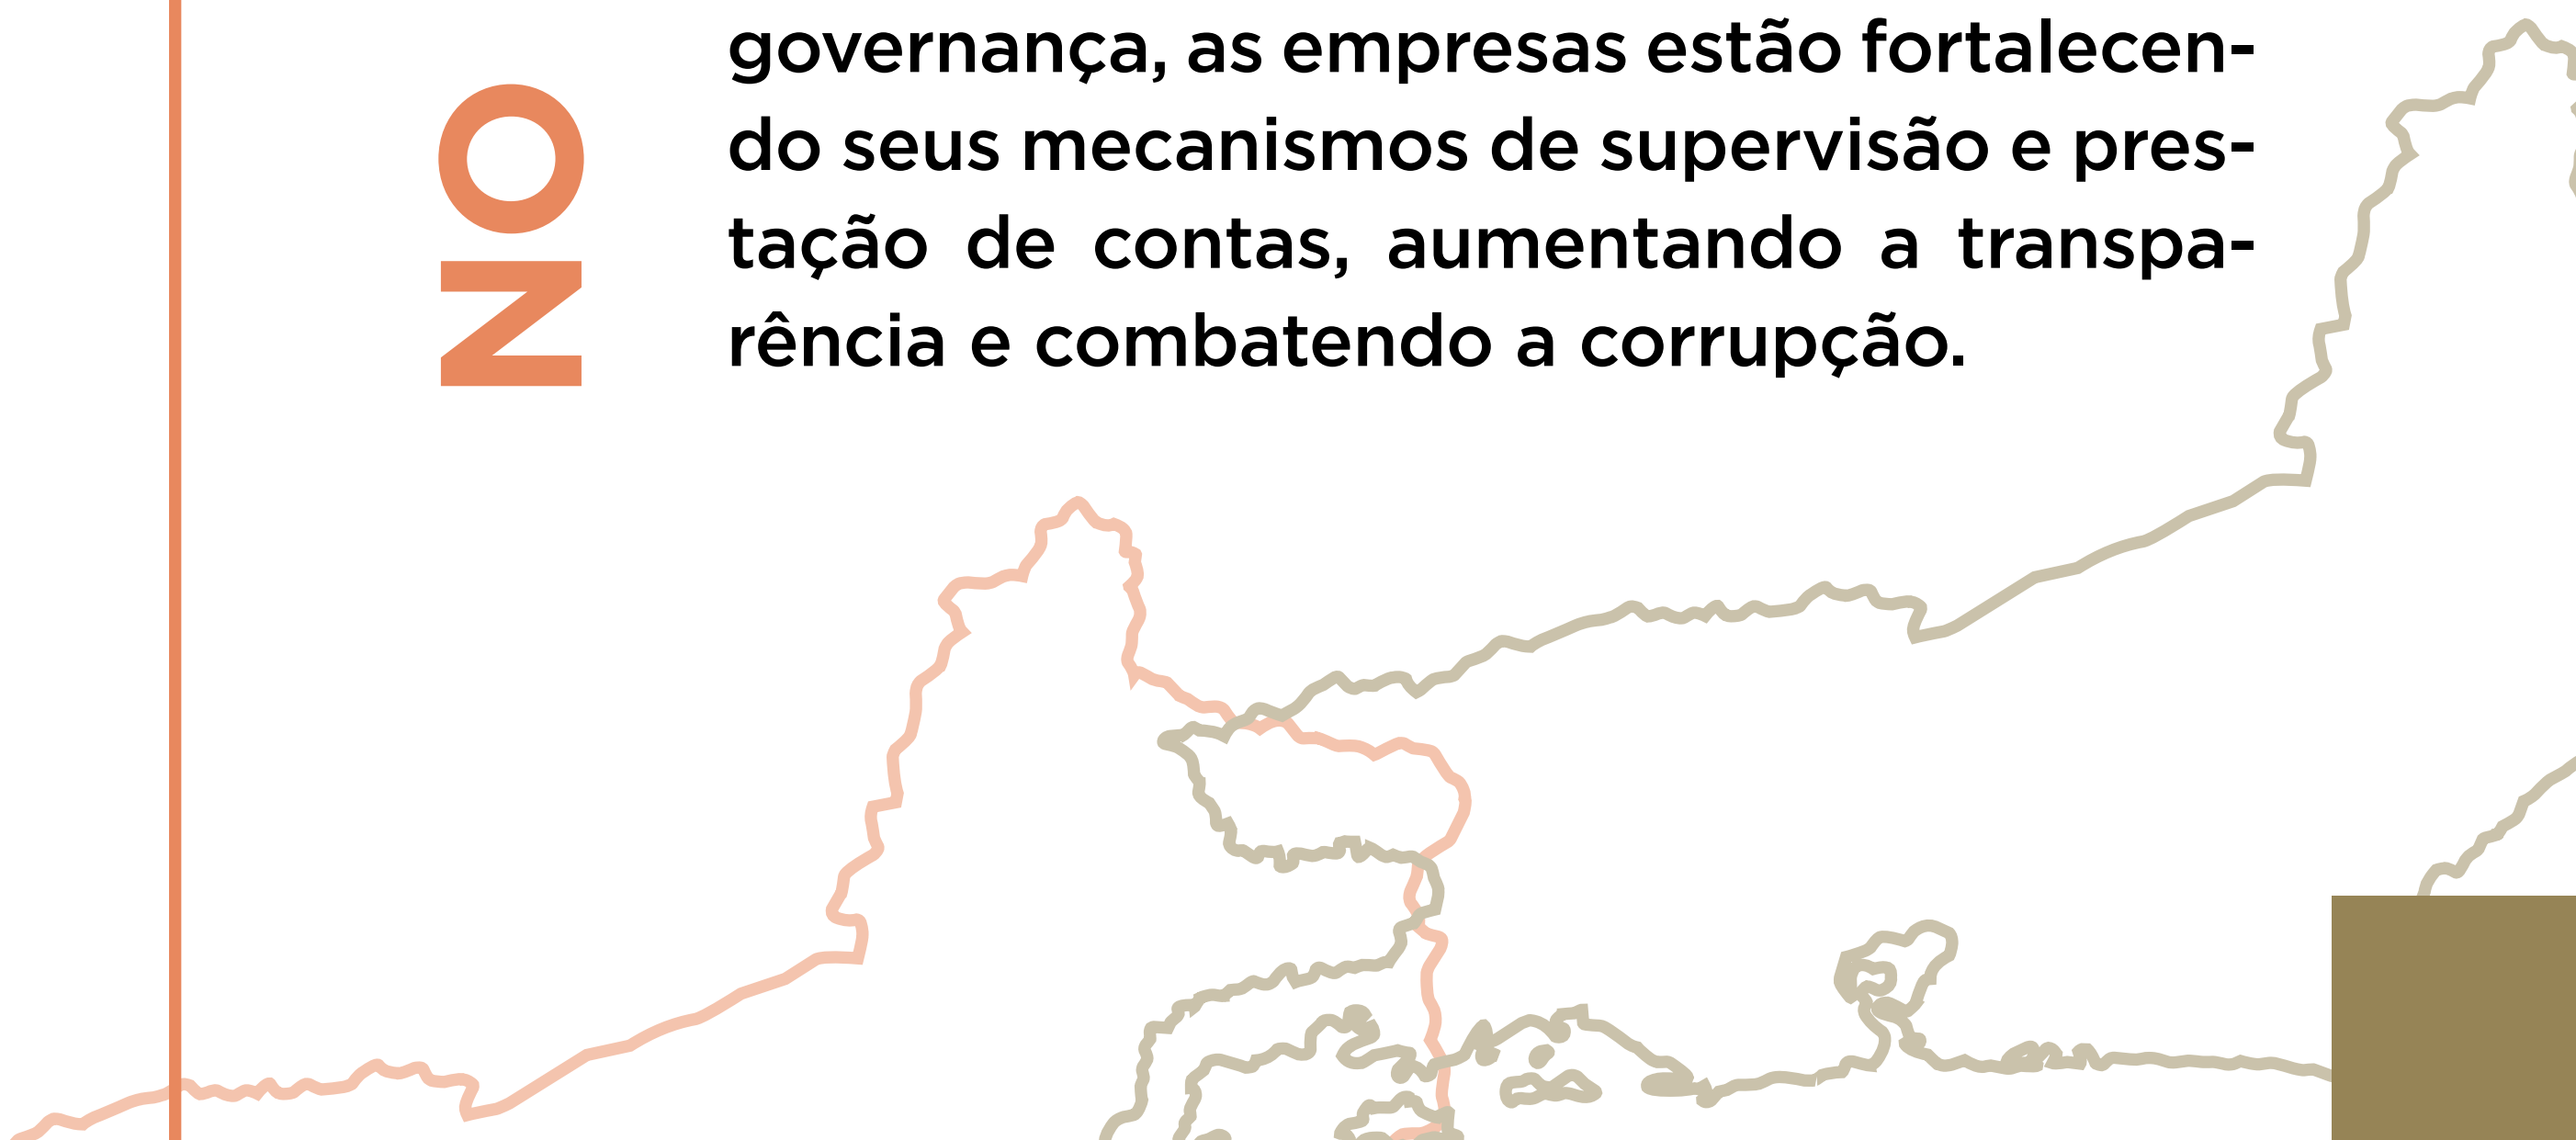 NO
governança, as empresas estão fortalecen-
do seus mecanismos de supervisão e pres-
tação de contas, aumentando a transpa-
rência e combatendo a corrupção.